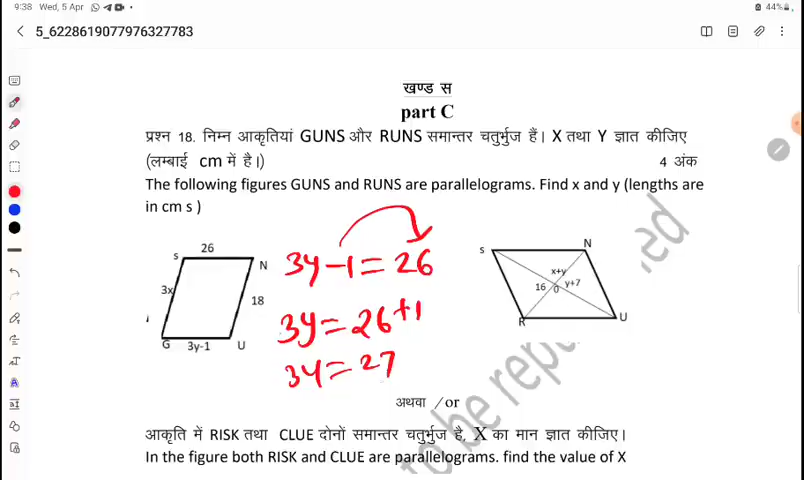 9:38 Wed, 5 Apr
44%
5_6228619077976327783
खण्ड स
part C
प्रश्न 18. निम्न आकृतियां GUNS और RUNS समान्तर चतुर्भुज हैं। X तथा Y ज्ञात कीजिए
(लम्बाई cm में है।) 4 अंक
The following figures GUNS and RUNS are parallelograms. Find x and y (lengths are
in cm s )
26
S
N
3x
18
G
3y-1
U
3y-1=26
3y=26+1
3y=27
S
N
x+y
16
y+7
O
R
U
to be
अथवा /or
आकृति में RISK तथा CLUE दोनों समान्तर चतुर्भुज है, X का मान ज्ञात कीजिए।
In the figure both RISK and CLUE are parallelograms. find the value of X